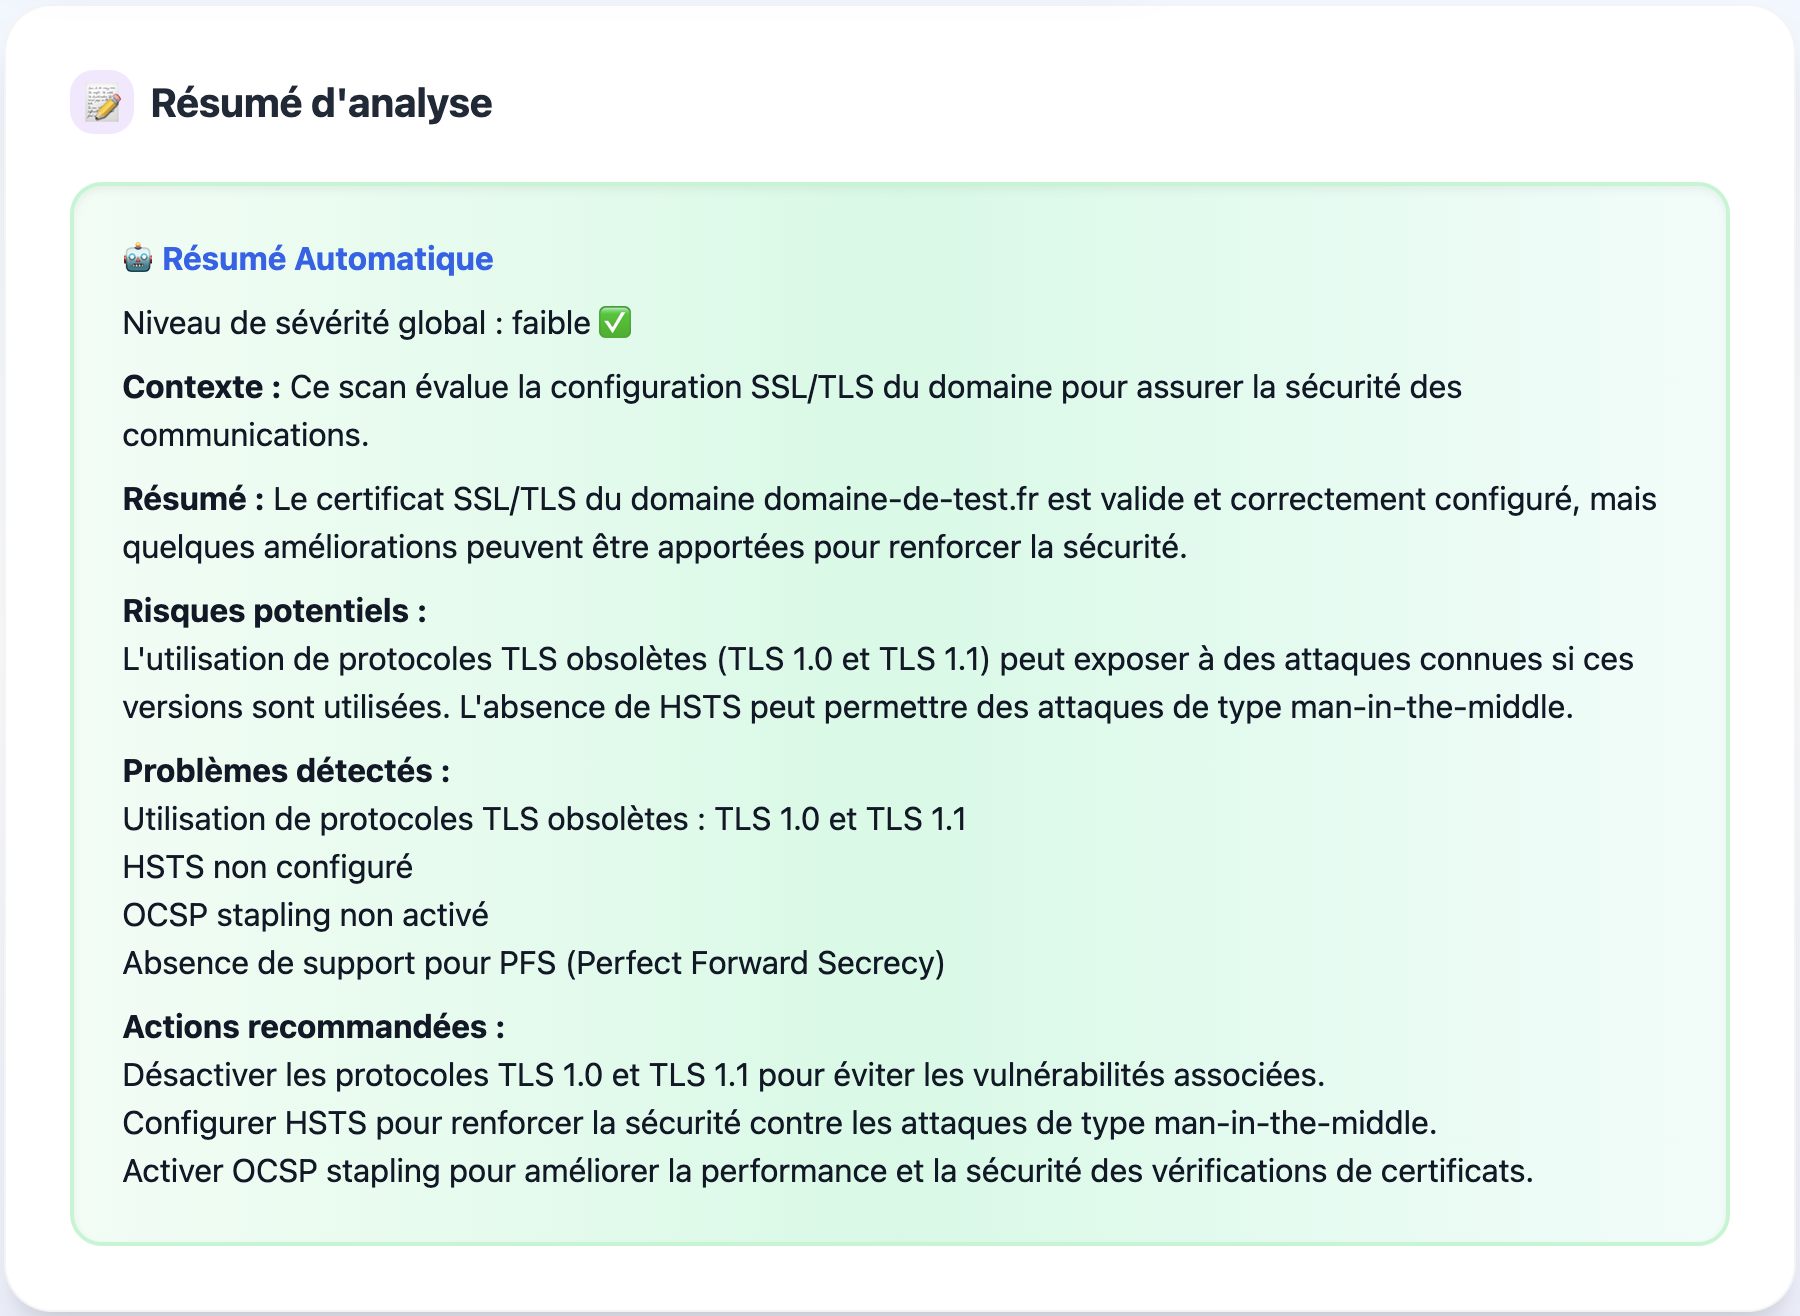 Résumé d'analyse
Résumé Automatique
Niveau de sévérité global : faible ✅
Contexte : Ce scan évalue la configuration SSL/TLS du domaine pour assurer la sécurité des
communications.
Résumé : Le certificat SSL/TLS du domaine domaine-de-test.fr est valide et correctement configuré, mais
quelques améliorations peuvent être apportées pour renforcer la sécurité.
Risques potentiels :
L'utilisation de protocoles TLS obsolètes (TLS 1.0 et TLS 1.1) peut exposer à des attaques connues si ces
versions sont utilisées. L'absence de HSTS peut permettre des attaques de type man-in-the-middle.
Problèmes détectés :
Utilisation de protocoles TLS obsolètes : TLS 1.0 et TLS 1.1
HSTS non configuré
OCSP stapling non activé
Absence de support pour PFS (Perfect Forward Secrecy)
Actions recommandées :
Désactiver les protocoles TLS 1.0 et TLS 1.1 pour éviter les vulnérabilités associées.
Configurer HSTS pour renforcer la sécurité contre les attaques de type man-in-the-middle.
Activer OCSP stapling pour améliorer la performance et la sécurité des vérifications de certificats.